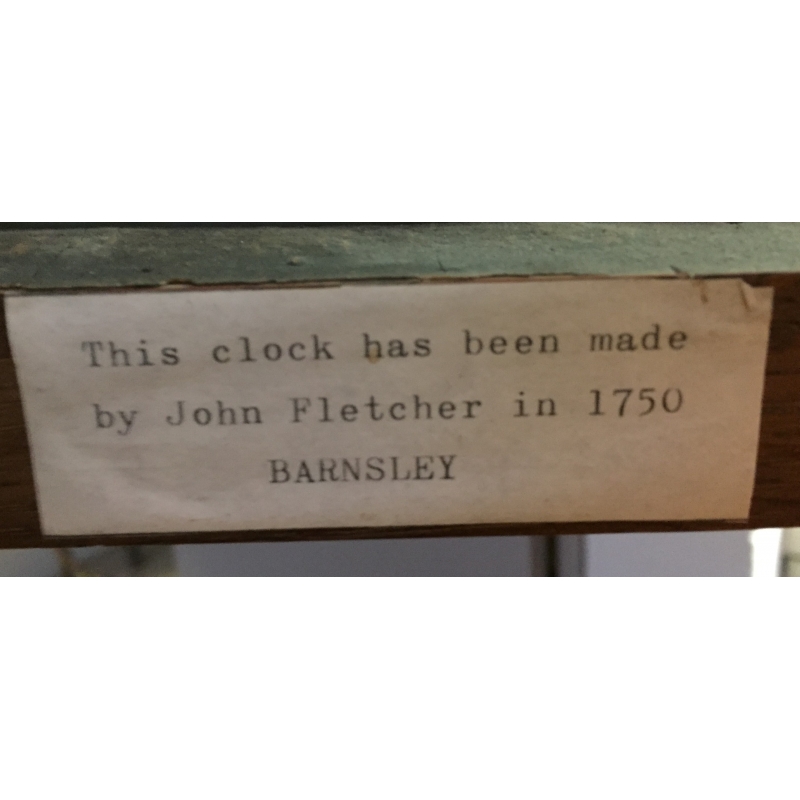 This clock has been made
by John Fletcher in 1750
BARNSLEY